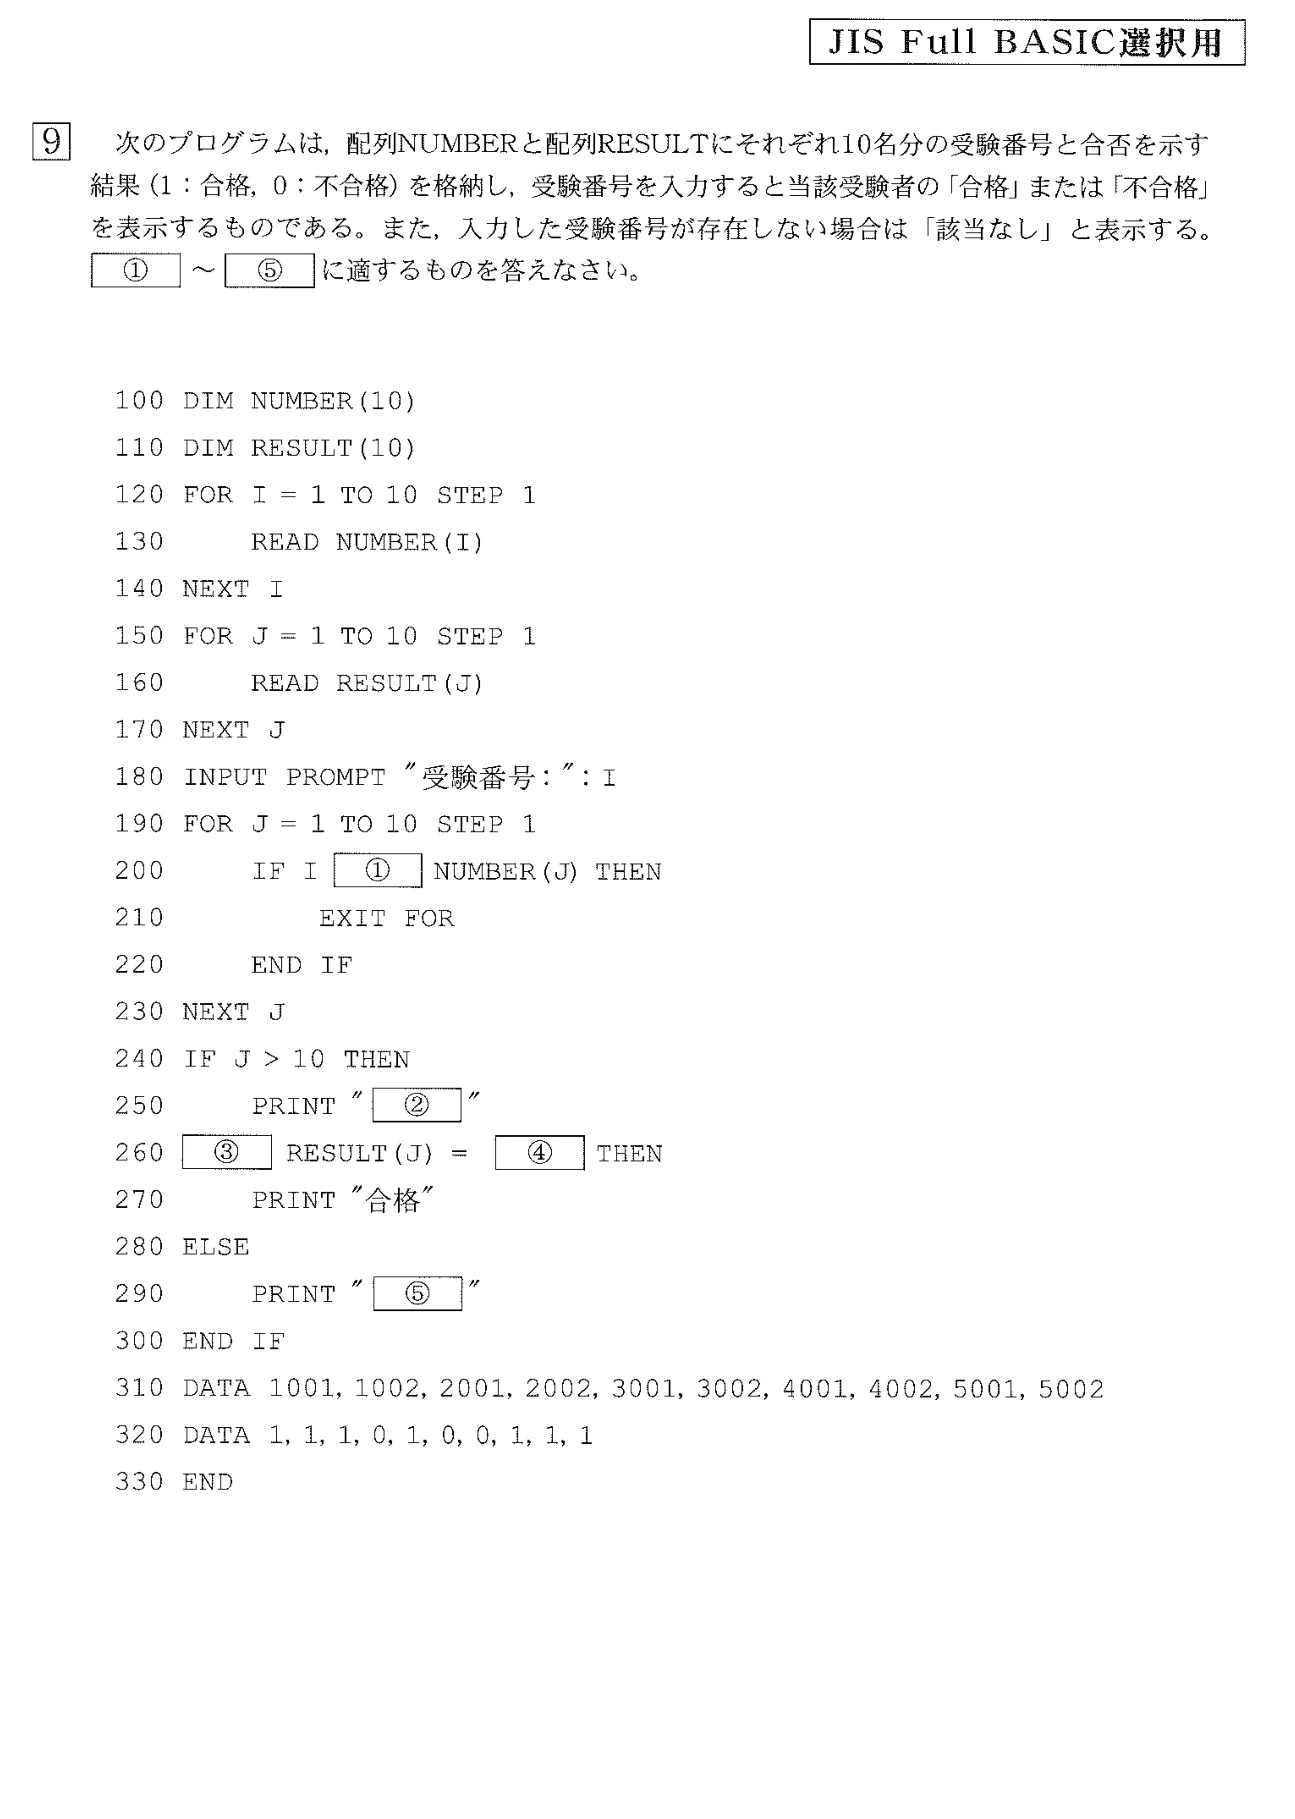 JIS Full BASIC選択用
9 次のプログラムは，配列NUMBERと配列RESULTにそれぞれ10名分の受験番号と合否を示す
結果（1：合格，0：不合格）を格納し，受験番号を入力すると当該受験者の「合格」または「不合格」
を表示するものである。また，入力した受験番号が存在しない場合は「該当なし」と表示する。
① ～ ⑤ に適するものを答えなさい。
100 DIM NUMBER(10)
110 DIM RESULT(10)
120 FOR I = 1 TO 10 STEP 1
130     READ NUMBER(I)
140 NEXT I
150 FOR J = 1 TO 10 STEP 1
160     READ RESULT(J)
170 NEXT J
180 INPUT PROMPT ″受験番号：″: I
190 FOR J = 1 TO 10 STEP 1
200     IF I ① NUMBER(J) THEN
210         EXIT FOR
220     END IF
230 NEXT J
240 IF J > 10 THEN
250     PRINT ″ ② ″
260 ③ RESULT(J) = ④ THEN
270     PRINT ″合格″
280 ELSE
290     PRINT ″ ⑤ ″
300 END IF
310 DATA 1001, 1002, 2001, 2002, 3001, 3002, 4001, 4002, 5001, 5002
320 DATA 1, 1, 1, 0, 1, 0, 0, 1, 1, 1
330 END